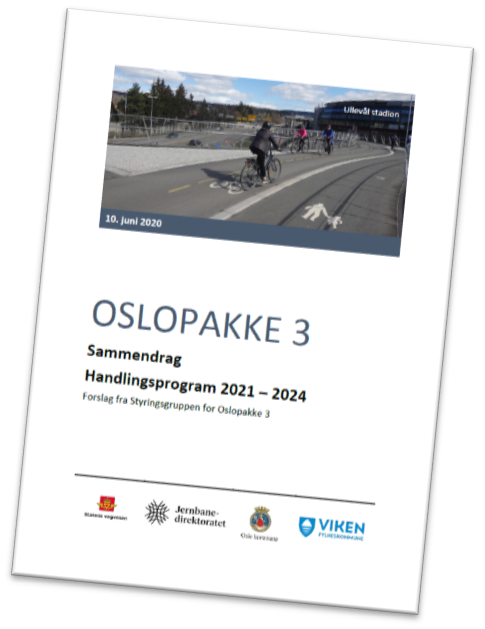 Ullevål stadion
10. juni 2020
OSLOPAKKE 3
Sammendrag
Handlingsprogram 2021 – 2024
Forslag fra Styringsgruppen for Oslopakke 3
Statens vegvesen
Jernbane-
direktoratet
Oslo kommune
VIKEN
FYLKESKOMMUNE